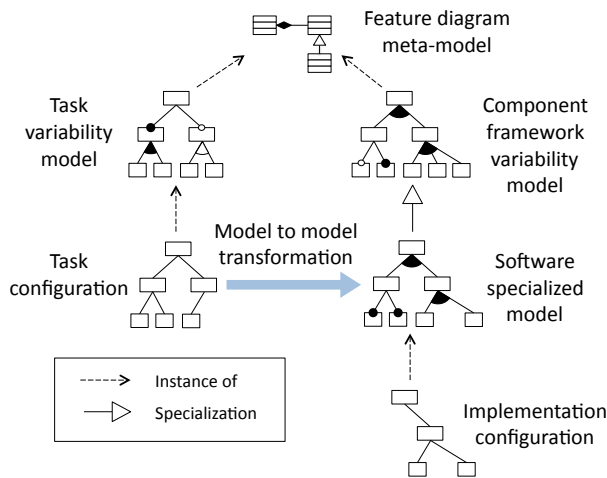 Feature diagram
meta-model
Task
variability
model
Component
framework
variability
model
Model to model
transformation
Task
configuration
Software
specialized
model
Instance of
Specialization
Implementation
configuration